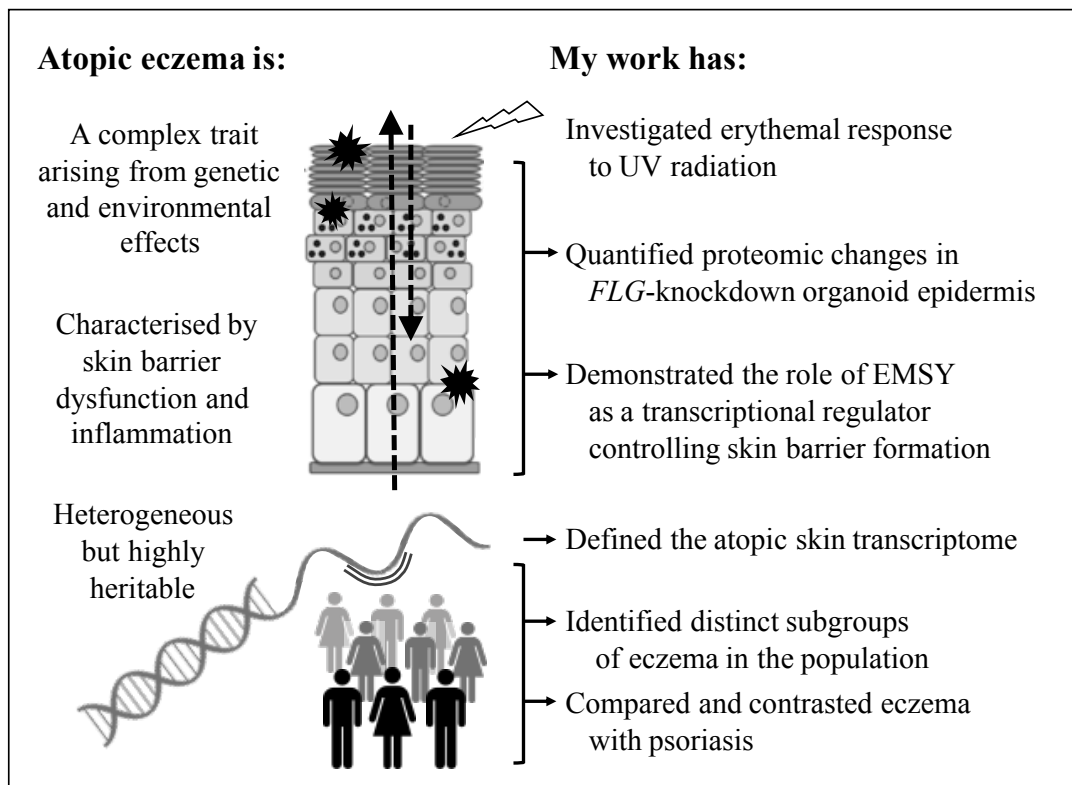 Atopic eczema is:
A complex trait
arising from genetic
and environmental
effects
Characterised by
skin barrier
dysfunction and
inflammation
Heterogeneous
but highly
heritable
My work has:
Investigated erythemal response
to UV radiation
Quantified proteomic changes in
FLG-knockdown organoid epidermis
Demonstrated the role of EMSY
as a transcriptional regulator
controlling skin barrier formation
Defined the atopic skin transcriptome
Identified distinct subgroups
of eczema in the population
Compared and contrasted eczema
with psoriasis